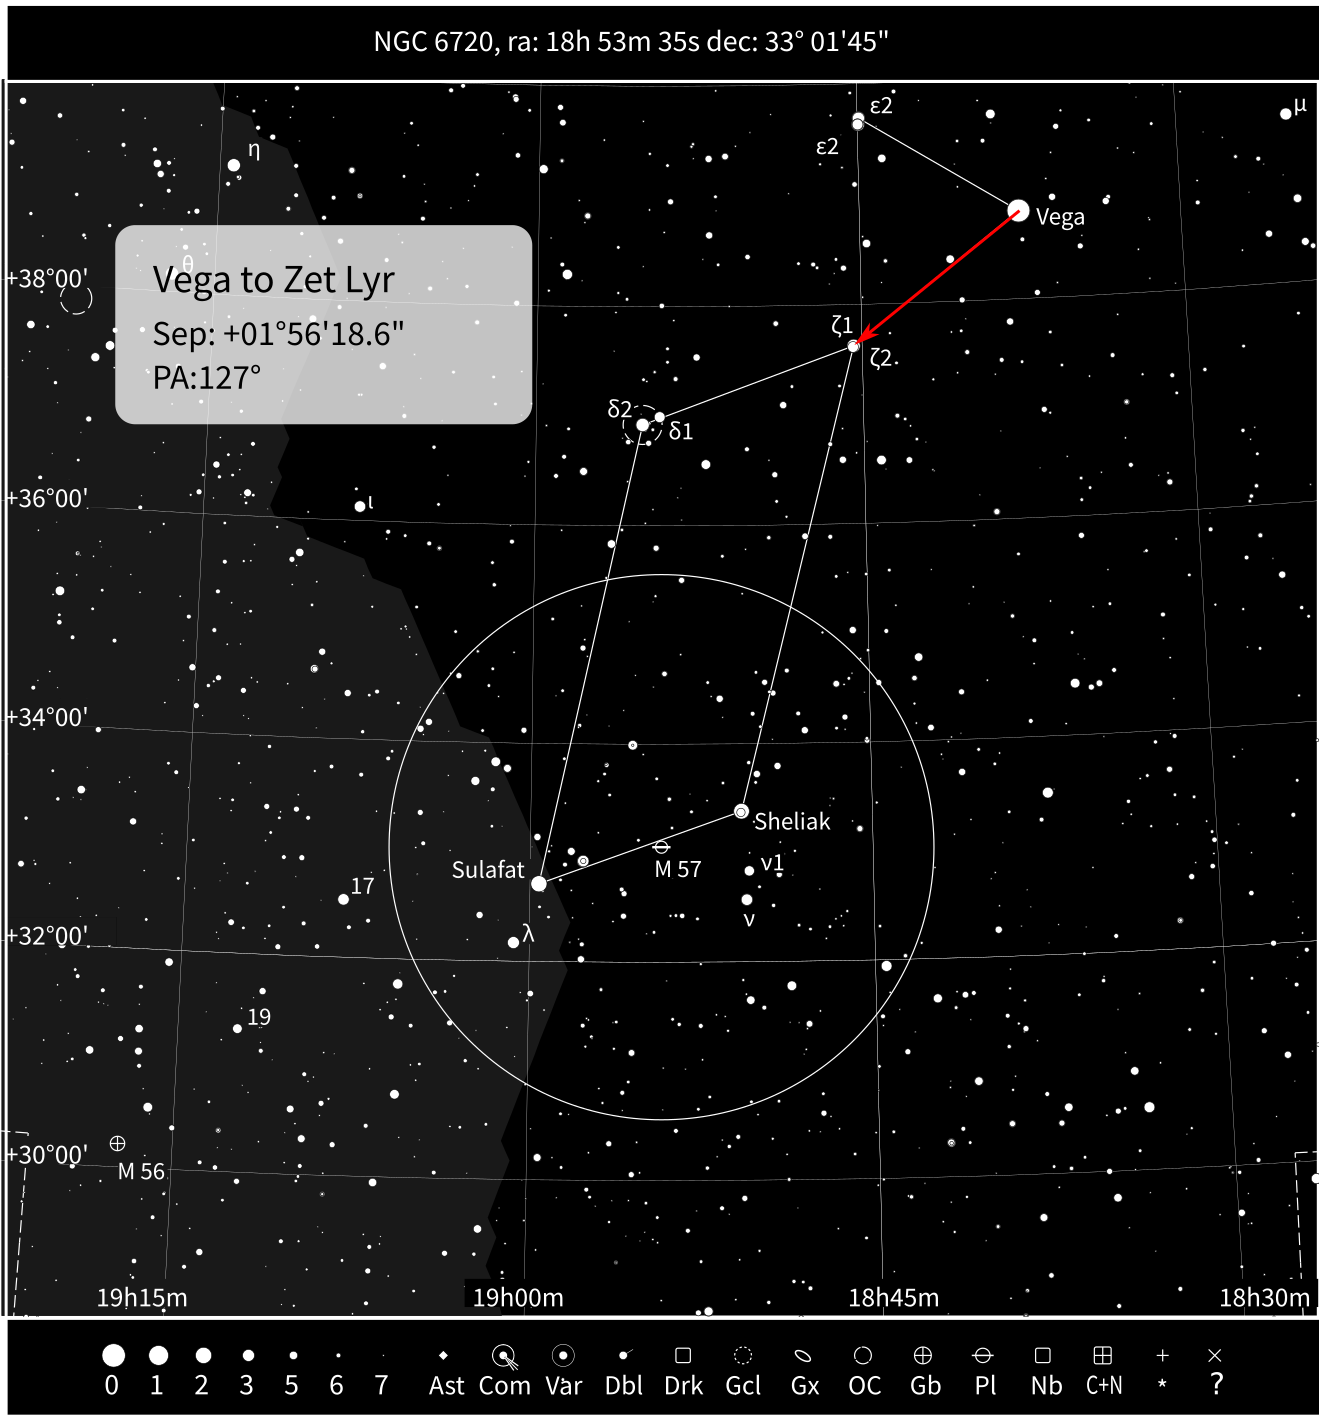 NGC 6720, ra: 18h 53m 35s dec: 33° 01'45"
ε2
μ
ε2
η
Vega
θ
+38°00'
Vega to Zet Lyr
Sep: +01°56'18.6"
PA:127°
ζ1
ζ2
δ2
δ1
+36°00'
ι
+34°00'
Sheliak
Sulafat
M 57
ν1
17
ν
λ
+32°00'
19
+30°00'
M 56
19h15m
19h00m
18h45m
18h30m
0 1 2 3 5 6 7 Ast Com Var Dbl Drk Gcl Gx OC Gb Pl Nb C+N * ?